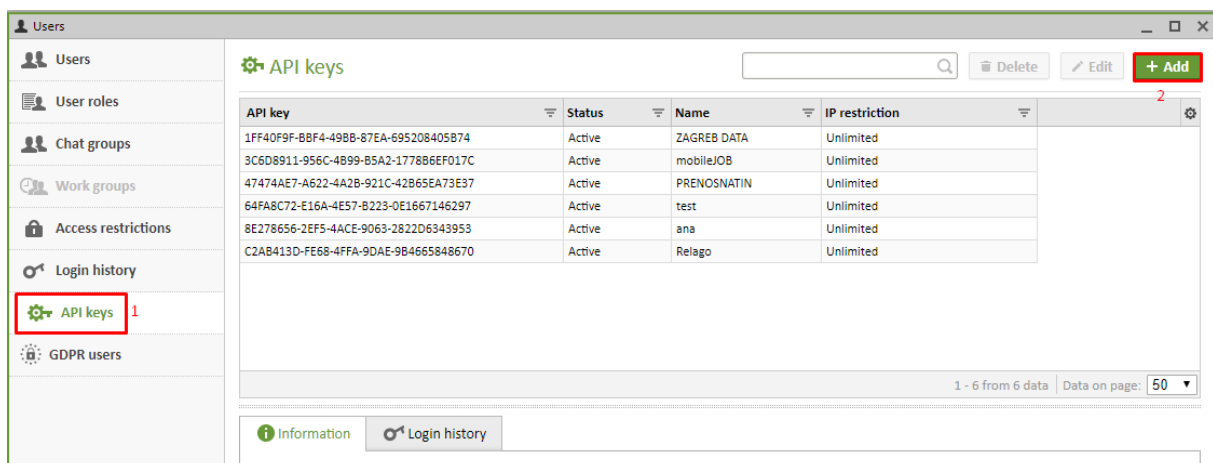 Users
Users
User roles
Chat groups
Work groups
Access restrictions
Login history
API keys 1
GDPR users
API keys
Delete
Edit
+ Add
2
API key Status Name IP restriction
1FF40F9F-BBF4-49BB-87EA-695208405B74 Active ZAGREB DATA Unlimited
3C6D8911-956C-4B99-B5A2-1778B6EF017C Active mobileJOB Unlimited
47474AE7-A622-4A2B-921C-42B65EA73E37 Active PRENOSNATIN Unlimited
64FA8C72-E16A-4E57-B223-0E1667146297 Active test Unlimited
8E278656-2EF5-4ACE-9063-2822D6343953 Active ana Unlimited
C2AB413D-FE68-4FFA-9DAE-9B4665848670 Active Relago Unlimited
1 - 6 from 6 data Data on page: 50
Information Login history